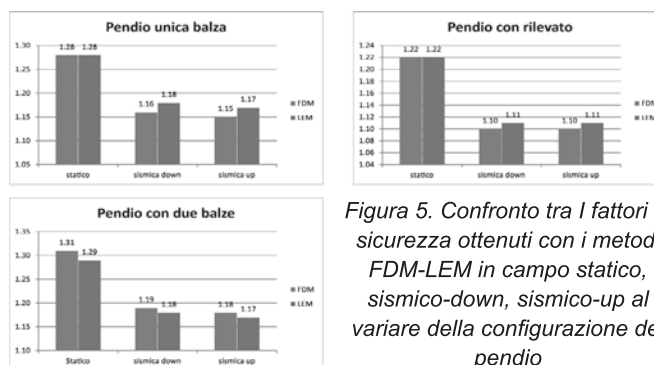 Pendio unica balza
1.30
1.25
1.20
1.15
1.10
1.05
1.28 1.28
1.16 1.18
1.15 1.17
statico sismica down sismica up
FDM
LEM
Pendio con rilevato
1.24
1.22
1.20
1.18
1.16
1.14
1.12
1.10
1.08
1.06
1.04
1.22 1.22
1.10 1.11
1.10 1.11
statico sismica down sismica up
FDM
LEM
Pendio con due balze
1.35
1.30
1.25
1.20
1.15
1.10
1.31 1.29
1.19 1.18
1.18 1.17
Statico sismica down sismica up
FDM
LEM
Figura 5. Confronto tra I fattori
sicurezza ottenuti con i metod
FDM-LEM in campo statico,
sismico-down, sismico-up al
variare della configurazione de
pendio